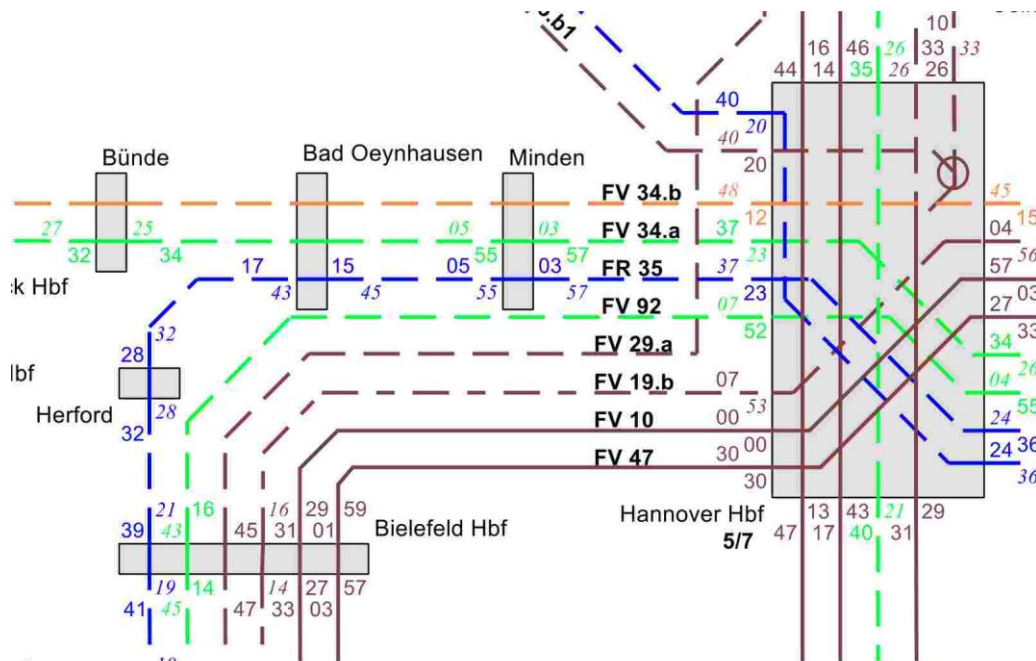 10
16 46 26 33 33
44 14 35 26 26
.b1
40
20
40
20
Bünde
Bad Oeynhausen
Minden
FV 34.b
48
12
45
15
27 25
32 34
05 03
55 57
FV 34.a
37
23
04
56
17 15
43 45
05 03
55 57
FR 35
37
23
57
03
k Hbf
32
FV 92
07
52
27
33
28
FV 29.a
34
26
Herford
28
32
FV 19.b
07
53
04
55
FV 10
00
00
24
36
FV 47
30
30
24
36
21 16 16 29 59
39 43 45 31 01
Bielefeld Hbf
19 14 14 27 57
41 45 47 33 03
Hannover Hbf
5/7
13 43 21 29
47 17 40 31